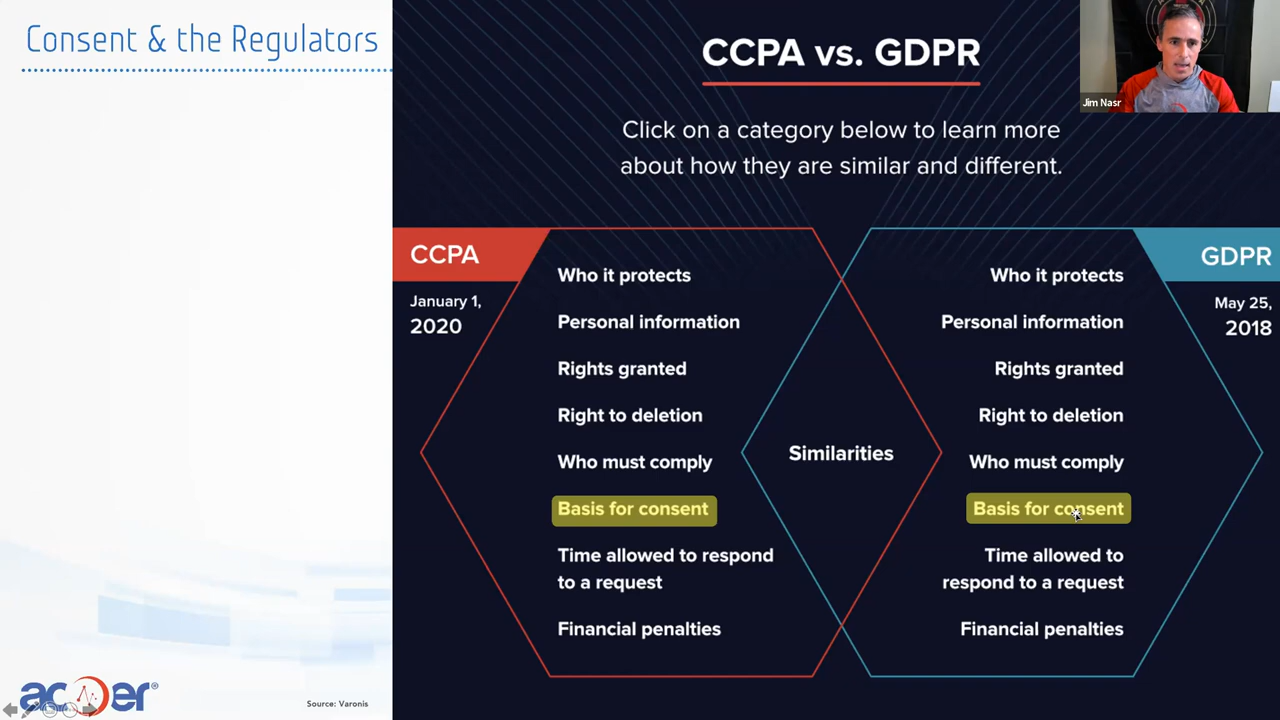 Consent & the Regulators
CCPA vs. GDPR
Jim Nasr
Click on a category below to learn more
about how they are similar and different.
CCPA
January 1,
2020
Who it protects
Personal information
Rights granted
Right to deletion
Who must comply
Basis for consent
Time allowed to respond
to a request
Financial penalties
Similarities
GDPR
May 25,
2018
Who it protects
Personal information
Rights granted
Right to deletion
Who must comply
Basis for consent
Time allowed to
respond to a request
Financial penalties
acoer®
Source: Varonis